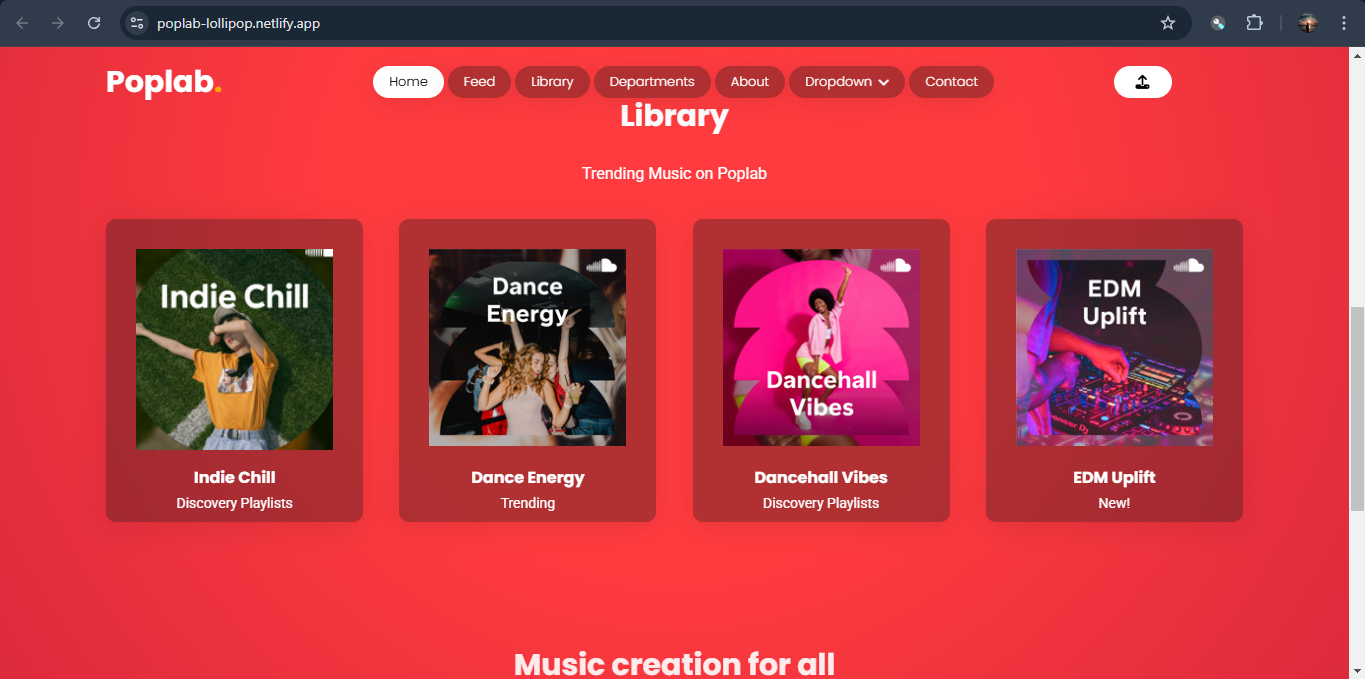 poplab-lollipop.netlify.app
Poplab.
Home
Feed
Library
Departments
About
Dropdown
Contact
Library
Trending Music on Poplab
Indie Chill
Dance
Energy
Dancehall
Vibes
EDM
Uplift
Pioneer Dj
Indie Chill
Dance Energy
Dancehall Vibes
EDM Uplift
Discovery Playlists
Trending
Discovery Playlists
New!
Music creation for all